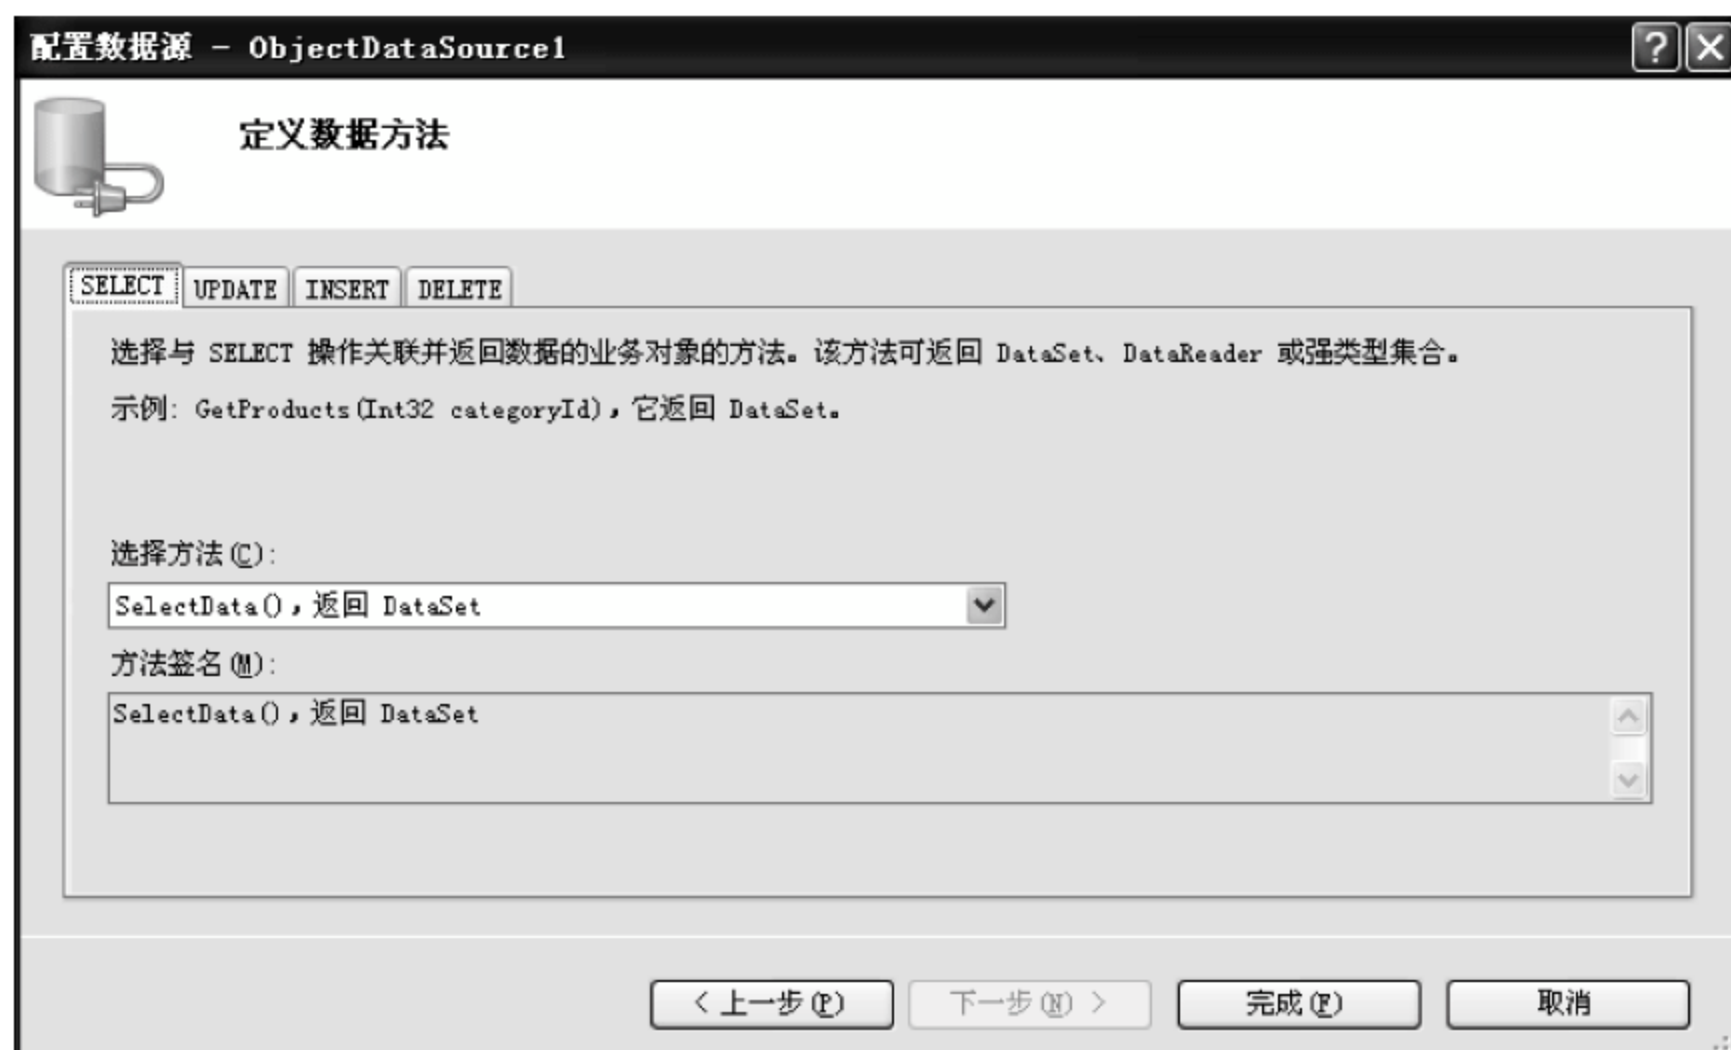 配置数据源 - ObjectDataSource1
定义数据方法
SELECT UPDATE INSERT DELETE
选择与 SELECT 操作关联并返回数据的业务对象的方法。该方法可返回 DataSet、DataReader 或强类型集合。
示例: GetProducts(Int32 categoryId)，它返回 DataSet。
选择方法(C):
SelectData()，返回 DataSet
方法签名(M):
SelectData()，返回 DataSet
< 上一步(P) 下一步(N) > 完成(F) 取消